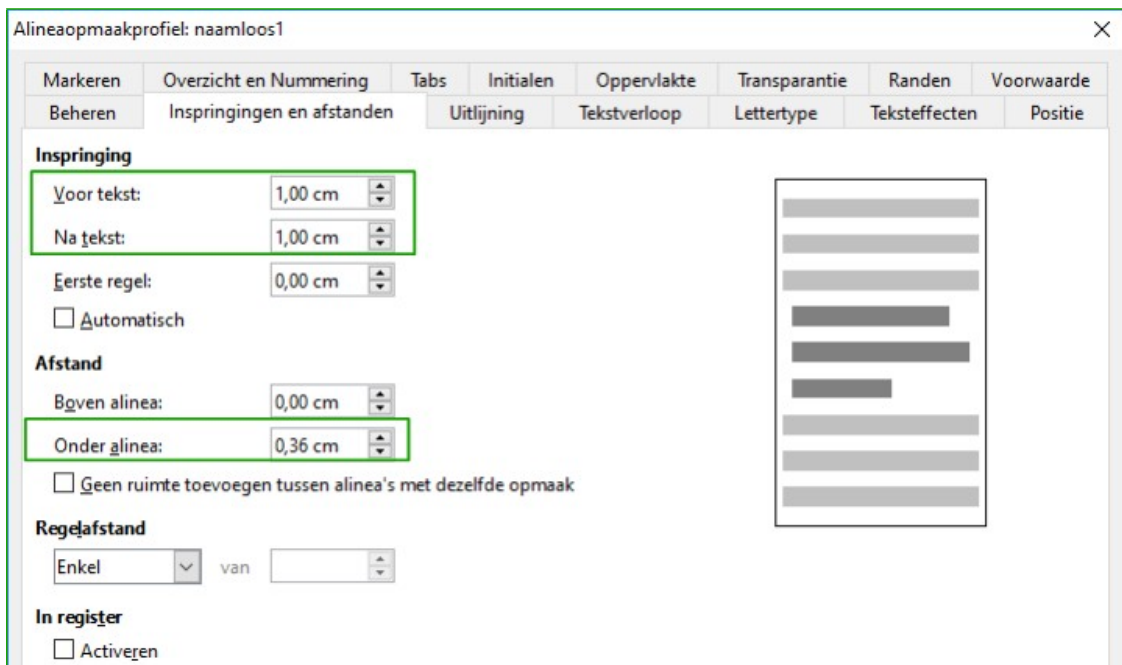 Alineaopmaakprofiel: naamloos1
Markeren Overzicht en Nummering Tabs Initialen Oppervlakte Transparantie Randen Voorwaarde
Beheren Inspringingen en afstanden Uitlijning Tekstverloop Lettertype Teksteffecten Positie
Inspringing
Voor tekst: 1,00 cm
Na tekst: 1,00 cm
Eerste regel: 0,00 cm
Automatisch
Afstand
Boven alinea: 0,00 cm
Onder alinea: 0,36 cm
Geen ruimte toevoegen tussen alinea's met dezelfde opmaak
Regelafstand
Enkel van
In register
Activeren